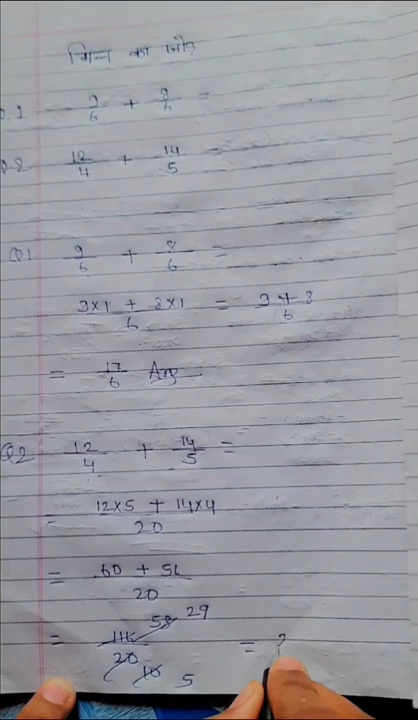 भिन्न का जोड़
Q.1 9/6 + 8/6 =
Q.2 12/4 + 14/5 =
Q1 9/6 + 8/6 =
9×1 + 8×1 / 6 = 9 + 8 / 6
= 17/6 Ans
Q2 12/4 + 14/5 =
= 12×5 + 14×4 / 20
= 60 + 56 / 20
= 116/20 58/10 29/5 =